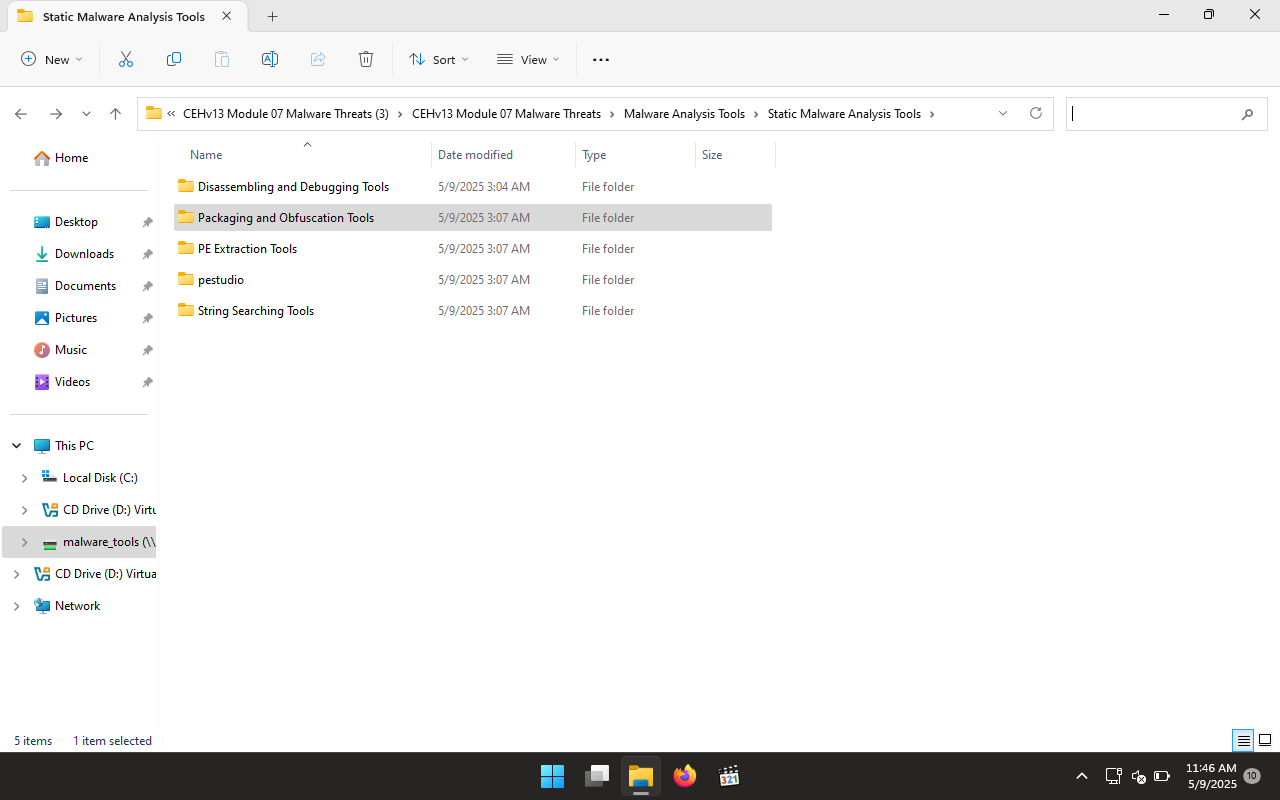 Static Malware Analysis Tools
New
Sort
View
CEHv13 Module 07 Malware Threats (3)
CEHv13 Module 07 Malware Threats
Malware Analysis Tools
Static Malware Analysis Tools
Name
Date modified
Type
Size
Disassembling and Debugging Tools 5/9/2025 3:04 AM File folder
Packaging and Obfuscation Tools 5/9/2025 3:07 AM File folder
PE Extraction Tools 5/9/2025 3:07 AM File folder
pestudio 5/9/2025 3:07 AM File folder
String Searching Tools 5/9/2025 3:07 AM File folder
Home
Desktop
Downloads
Documents
Pictures
Music
Videos
This PC
Local Disk (C:)
CD Drive (D:) Virtu
malware_tools (\\
CD Drive (D:) Virtua
Network
5 items
1 item selected
321
11:46 AM
5/9/2025
10